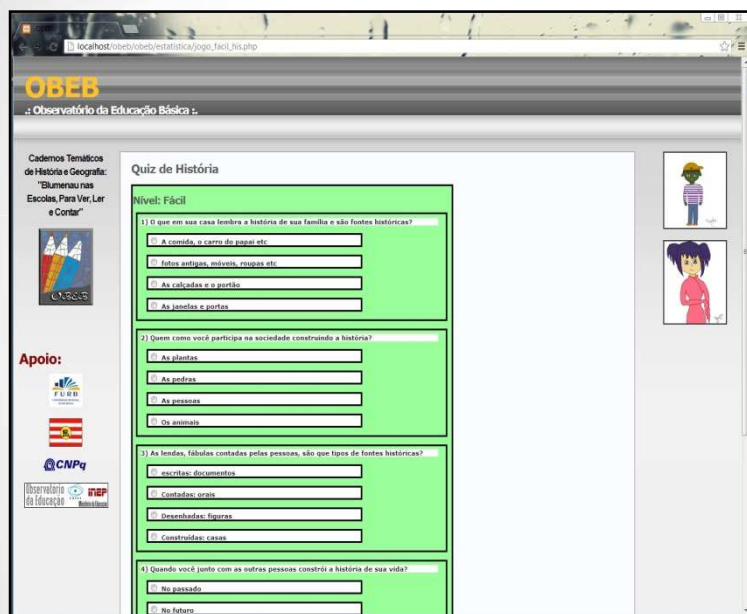 localhost/obeb/obeb/estatistica/jogo_facil_his.php
OBEB
.: Observatório da Educação Básica :.
Cadernos Temáticos
de História e Geografia:
"Blumenau nas
Escolas, Para Ver, Ler
e Contar"
OBEB
Apoio:
FURB
CNPq
Observatório
da Educação
INEP
Quiz de História
Nível: Fácil
1) O que em sua casa lembra a história de sua família e são fontes históricas?
A comida, o carro do papai etc
fotos antigas, móveis, roupas etc
As calçadas e o portão
As janelas e portas
2) Quem como você participa na sociedade construindo a história?
As plantas
As pedras
As pessoas
Os animais
3) As lendas, fábulas contadas pelas pessoas, são que tipos de fontes históricas?
escritas: documentos
Contadas: orais
Desenhadas: figuras
Construídas: casas
4) Quando você junto com as outras pessoas constrói a história de sua vida?
No passado
No futuro